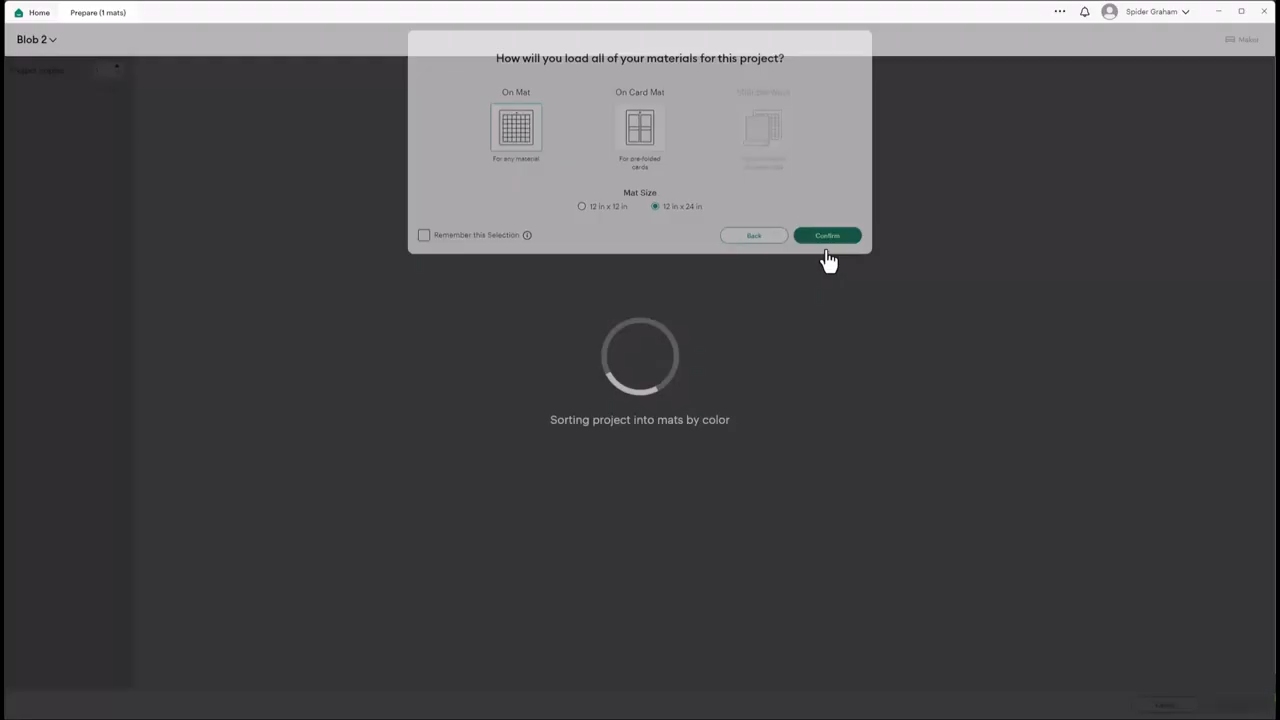 Home
Prepare (1 mats)
Spider Graham
Blob 2
Maker
How will you load all of your materials for this project?
On Mat
On Card Mat
For any material
For pre-folded
cards
Mat Size
12 in x 12 in
12 in x 24 in
Remember this Selection
Back
Confirm
Sorting project into mats by color